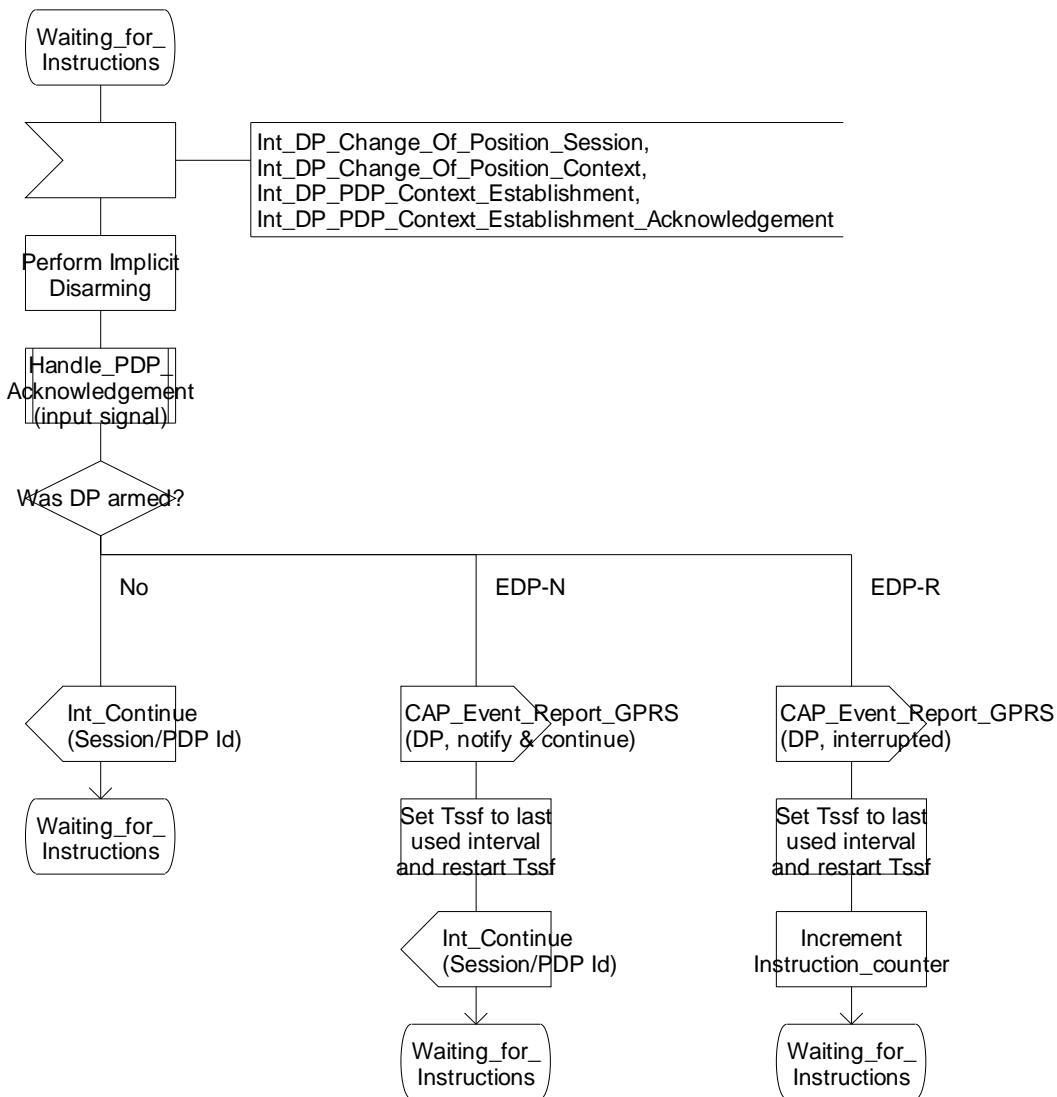 Waiting_for_
Instructions
Int_DP_Change_Of_Position_Session,
Int_DP_Change_Of_Position_Context,
Int_DP_PDP_Context_Establishment,
Int_DP_PDP_Context_Establishment_Acknowledgement
Perform Implicit
Disarming
Handle_PDP_
Acknowledgement
(input signal)
Was DP armed?
No
EDP-N
EDP-R
Int_Continue
(Session/PDP Id)
CAP_Event_Report_GPRS
(DP, notify & continue)
CAP_Event_Report_GPRS
(DP, interrupted)
Waiting_for_
Instructions
Set Tssf to last
used interval
and restart Tssf
Set Tssf to last
used interval
and restart Tssf
Int_Continue
(Session/PDP Id)
Increment
Instruction_counter
Waiting_for_
Instructions
Waiting_for_
Instructions